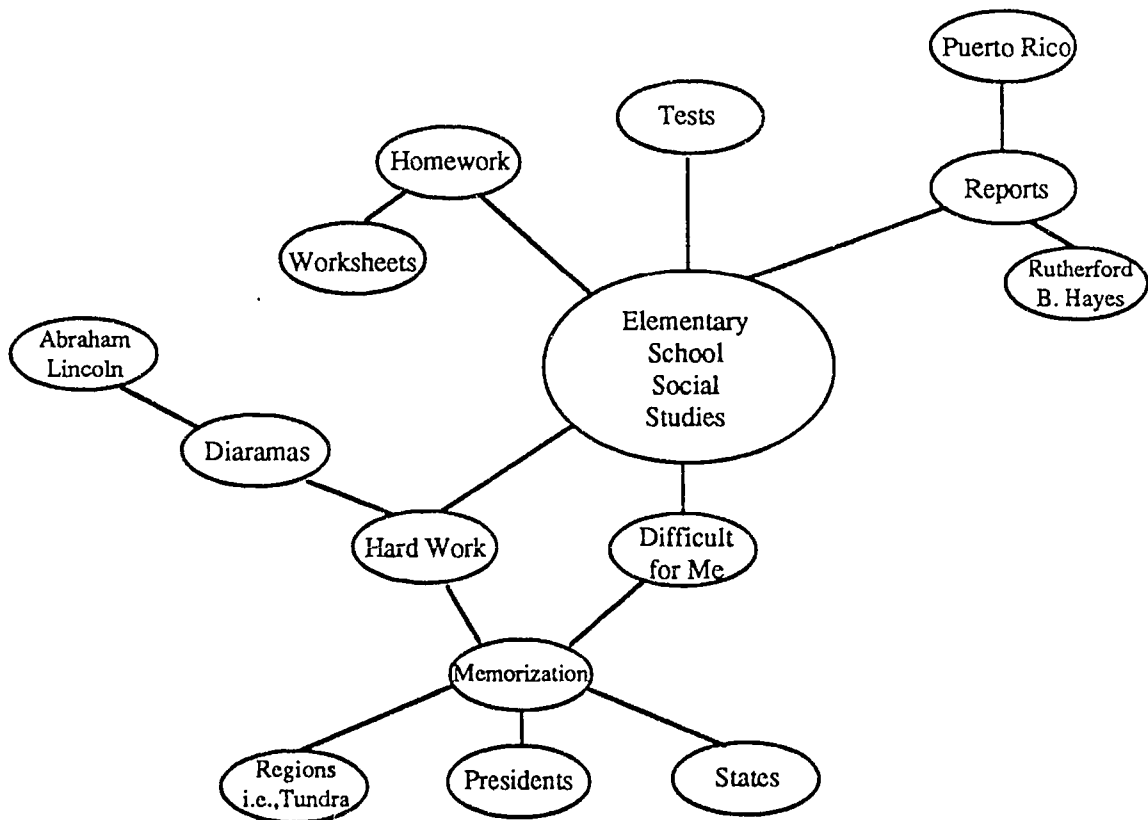 Puerto Rico
Tests
Homework
Reports
Worksheets
Rutherford
B. Hayes
Elementary
School
Social
Studies
Abraham
Lincoln
Diaramas
Hard Work
Difficult
for Me
Memorization
Regions
i.e.,Tundra
Presidents
States